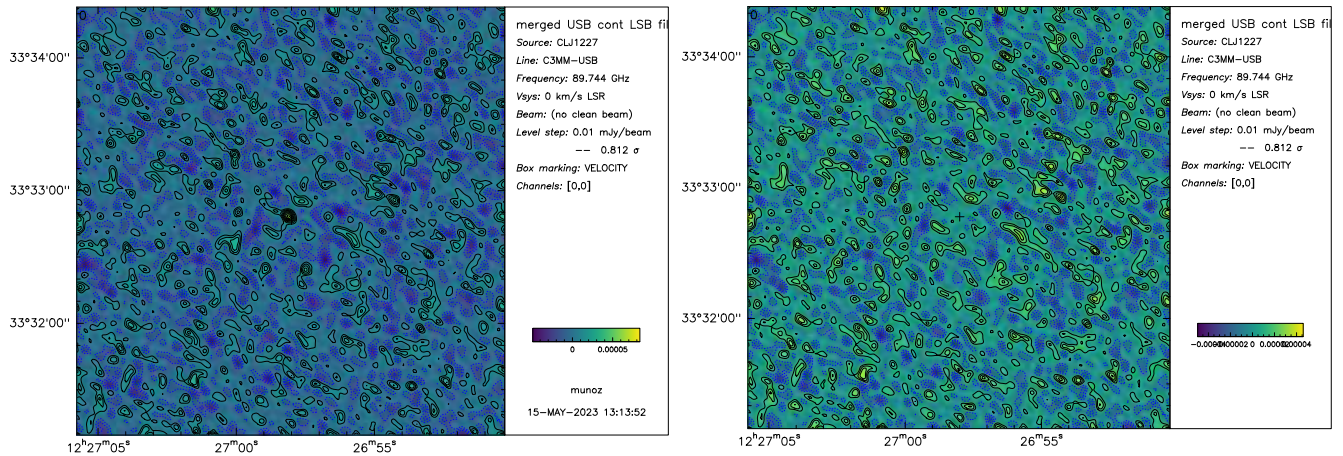 merged USB cont LSB fil
Source: CLJ1227
Line: C3MM-USB
Frequency: 89.744 GHz
Vsys: 0 km/s LSR
Beam: (no clean beam)
Level step: 0.01 mJy/beam
-- 0.812 σ
Box marking: VELOCITY
Channels: [0,0]
33°34'00"
33°33'00"
33°32'00"
0 0.00005
munoz
15-MAY-2023 13:13:52
12ʰ27ᵐ05ˢ 27ᵐ00ˢ 26ᵐ55ˢ
merged USB cont LSB fil
Source: CLJ1227
Line: C3MM-USB
Frequency: 89.744 GHz
Vsys: 0 km/s LSR
Beam: (no clean beam)
Level step: 0.01 mJy/beam
-- 0.812 σ
Box marking: VELOCITY
Channels: [0,0]
33°34'00"
33°33'00"
33°32'00"
0
12ʰ27ᵐ05ˢ 27ᵐ00ˢ 26ᵐ55ˢ